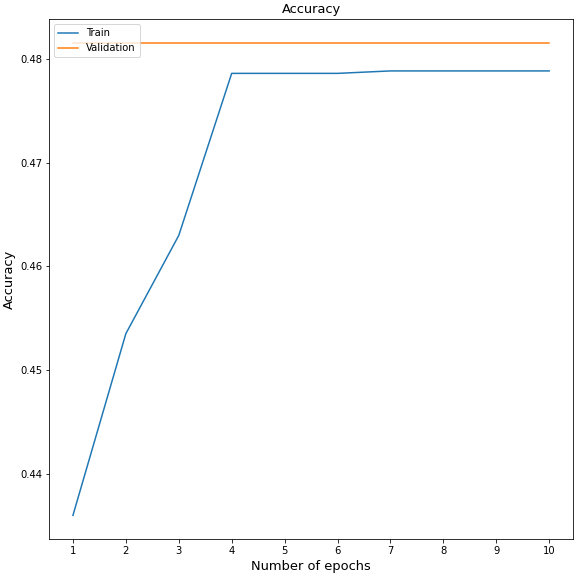 Accuracy
Train
Validation
0.48
0.47
0.46
0.45
0.44
Accuracy
1 2 3 4 5 6 7 8 9 10
Number of epochs